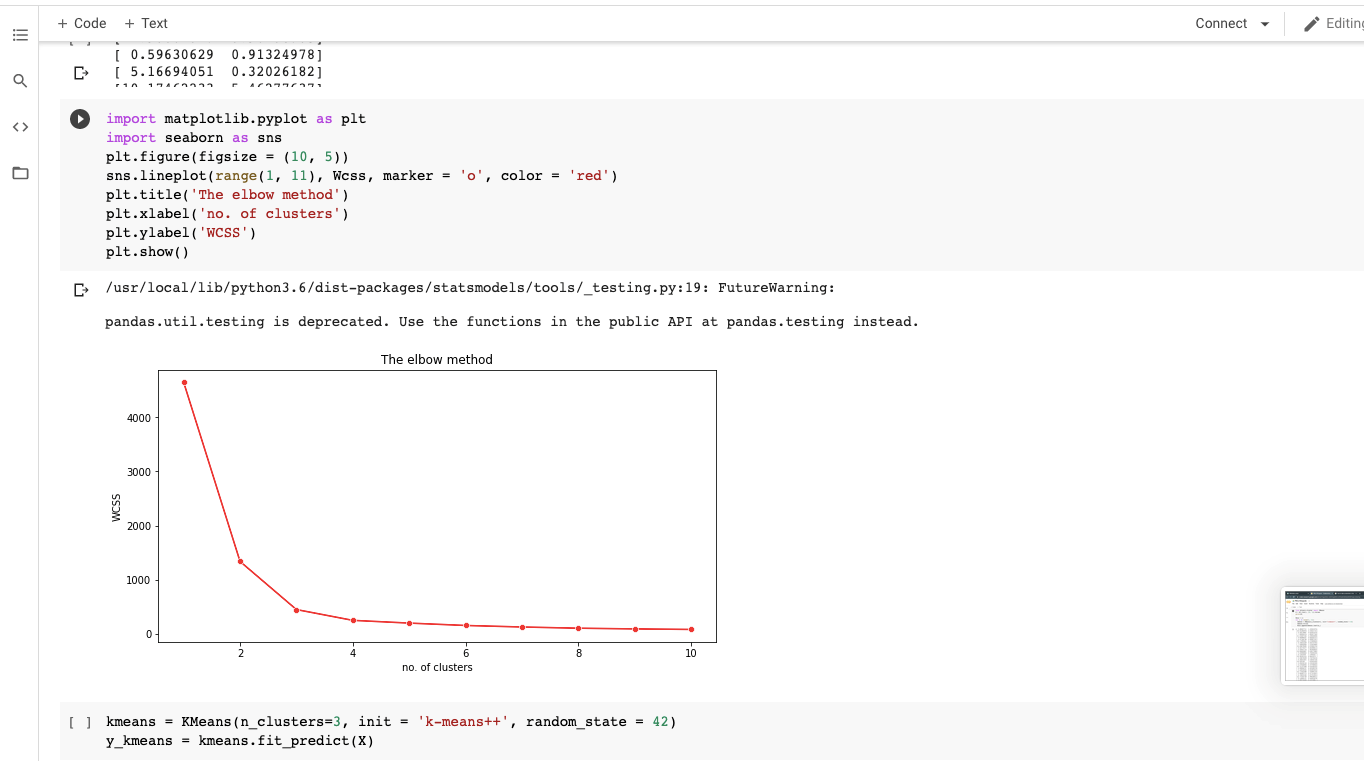 + Code + Text
Connect
Editing
[ 0.59630629 0.91324978]
[ 5.16694051 0.32026182]
import matplotlib.pyplot as plt
import seaborn as sns
plt.figure(figsize = (10, 5))
sns.lineplot(range(1, 11), Wcss, marker = 'o', color = 'red')
plt.title('The elbow method')
plt.xlabel('no. of clusters')
plt.ylabel('WCSS')
plt.show()
/usr/local/lib/python3.6/dist-packages/statsmodels/tools/_testing.py:19: FutureWarning:
pandas.util.testing is deprecated. Use the functions in the public API at pandas.testing instead.
The elbow method
4000
3000
2000
1000
0
WCSS
2 4 6 8 10
no. of clusters
[ ] kmeans = KMeans(n_clusters=3, init = 'k-means++', random_state = 42)
y_kmeans = kmeans.fit_predict(X)